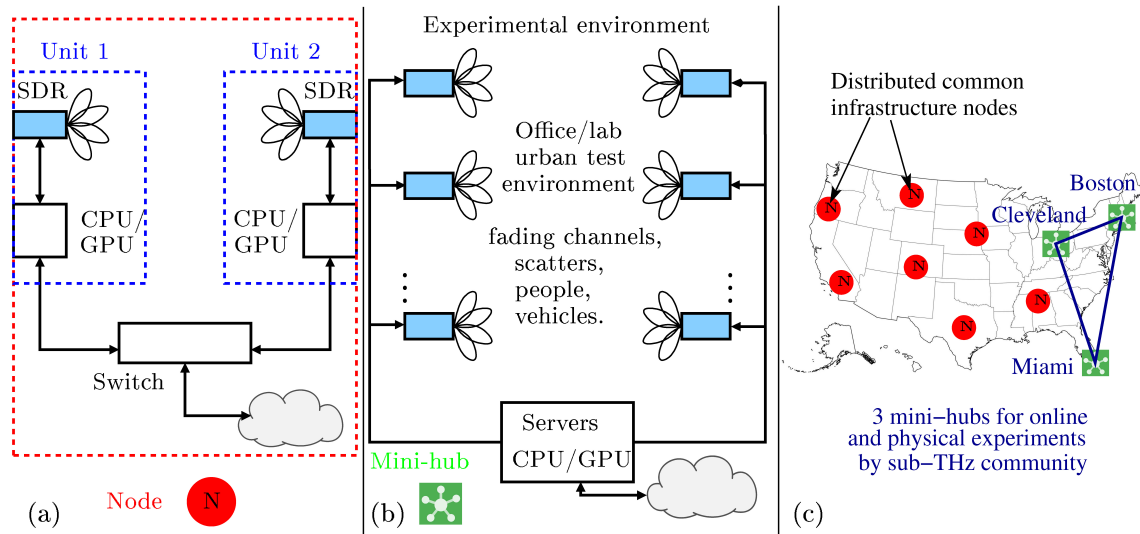 Unit 1
Unit 2
SDR
SDR
CPU/
GPU
CPU/
GPU
Switch
(a)
Node
N
Experimental environment
Office/lab
urban test
environment
fading channels,
scatters,
people,
vehicles.
Servers
CPU/GPU
Mini-hub
(b)
Distributed common
infrastructure nodes
N
N
N
N
N
N
N
Boston
Cleveland
Miami
3 mini-hubs for online
and physical experiments
by sub-THz community
(c)